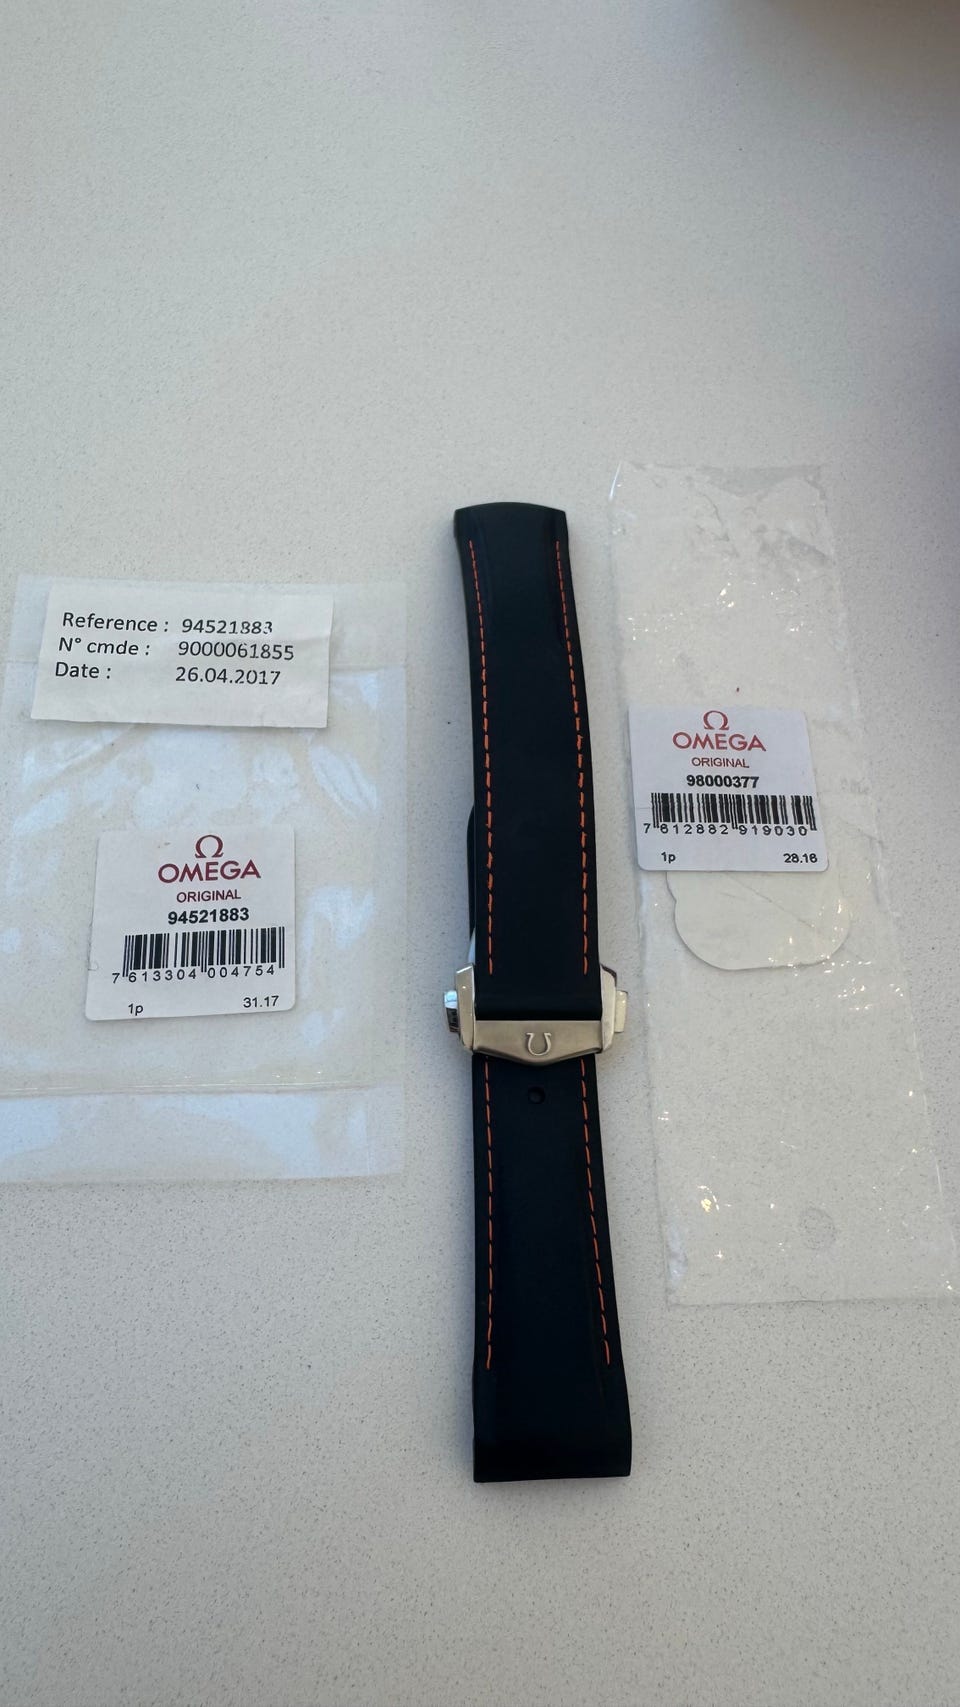 Reference : 94521883
N° cmde : 9000061855
Date : 26.04.2017
Ω
OMEGA
ORIGINAL
94521883
7 613304 004754
1p 31.17
Ω
OMEGA
ORIGINAL
98000377
7 612882 919030
1p 28.16
Ω